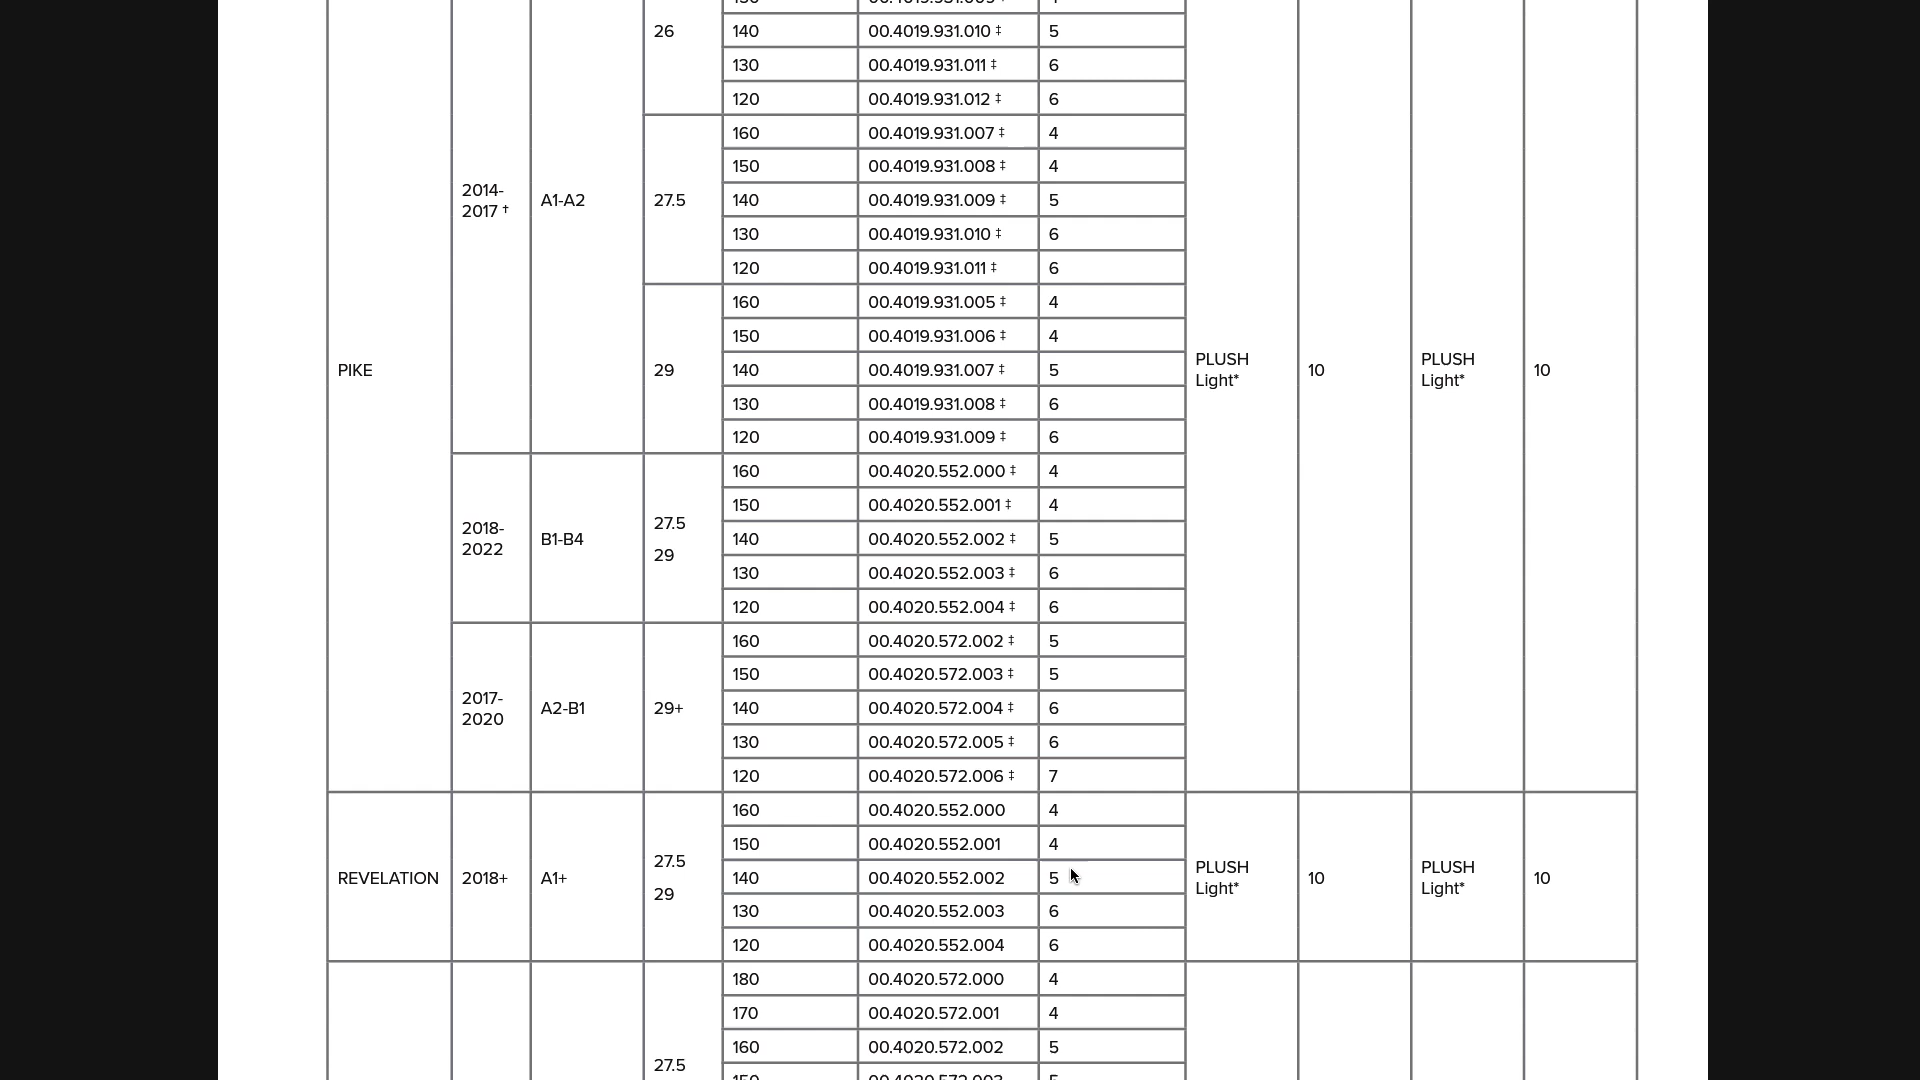 26
140 00.4019.931.010 ‡ 5
130 00.4019.931.011 ‡ 6
120 00.4019.931.012 ‡ 6
160 00.4019.931.007 ‡ 4
150 00.4019.931.008 ‡ 4
2014-
2017 †
A1-A2
27.5
140 00.4019.931.009 ‡ 5
130 00.4019.931.010 ‡ 6
120 00.4019.931.011 ‡ 6
160 00.4019.931.005 ‡ 4
150 00.4019.931.006 ‡ 4
PIKE
29
140 00.4019.931.007 ‡ 5
PLUSH
Light*
10
PLUSH
Light*
10
130 00.4019.931.008 ‡ 6
120 00.4019.931.009 ‡ 6
160 00.4020.552.000 ‡ 4
150 00.4020.552.001 ‡ 4
2018-
2022
B1-B4
27.5
29
140 00.4020.552.002 ‡ 5
130 00.4020.552.003 ‡ 6
120 00.4020.552.004 ‡ 6
160 00.4020.572.002 ‡ 5
150 00.4020.572.003 ‡ 5
2017-
2020
A2-B1
29+
140 00.4020.572.004 ‡ 6
130 00.4020.572.005 ‡ 6
120 00.4020.572.006 ‡ 7
160 00.4020.552.000 4
150 00.4020.552.001 4
REVELATION
2018+
A1+
27.5
29
140 00.4020.552.002 5
PLUSH
Light*
10
PLUSH
Light*
10
130 00.4020.552.003 6
120 00.4020.552.004 6
180 00.4020.572.000 4
170 00.4020.572.001 4
160 00.4020.572.002 5
27.5